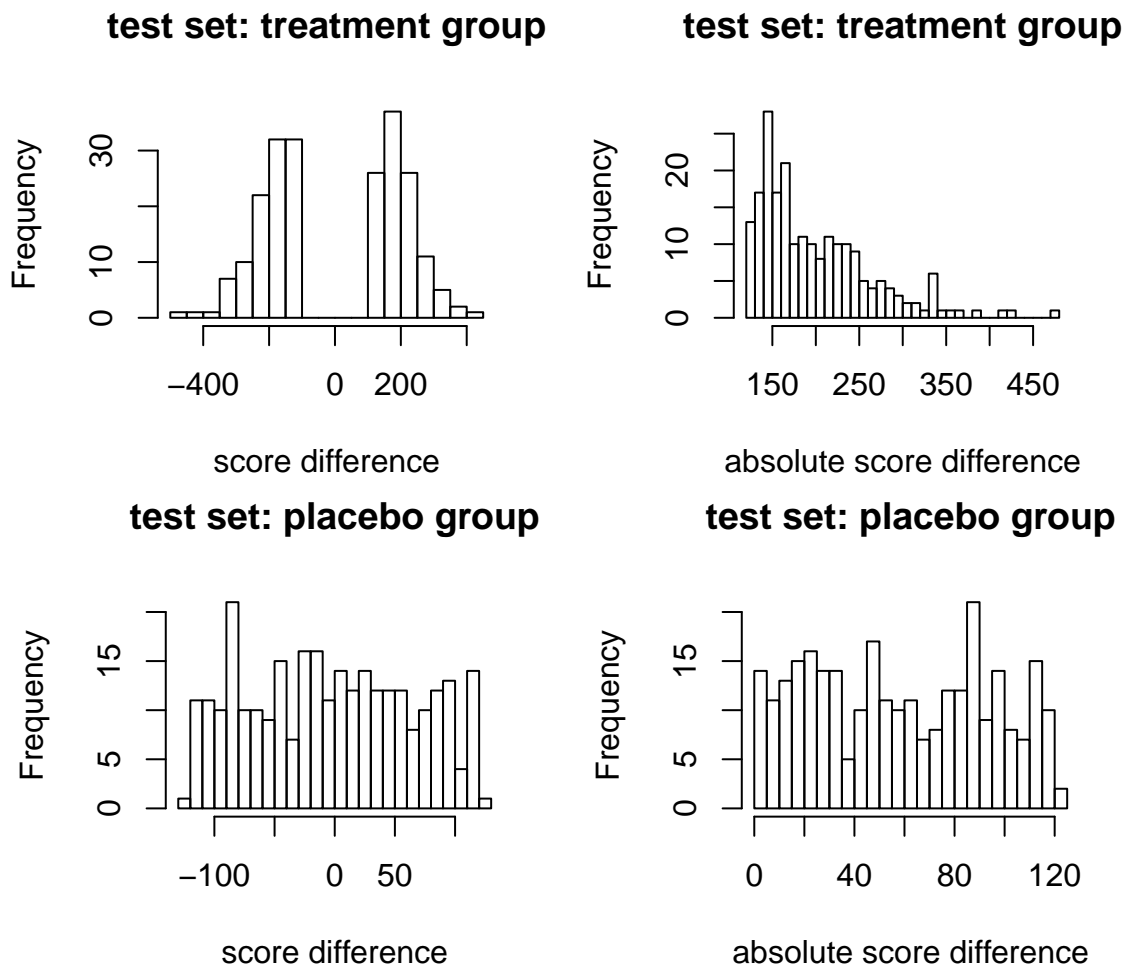 test set: treatment group
Frequency
30
10
0
−400 0 200
score difference
test set: treatment group
Frequency
20
10
0
150 250 350 450
absolute score difference
test set: placebo group
Frequency
15
5
0
−100 0 50
score difference
test set: placebo group
Frequency
15
5
0
0 40 80 120
absolute score difference